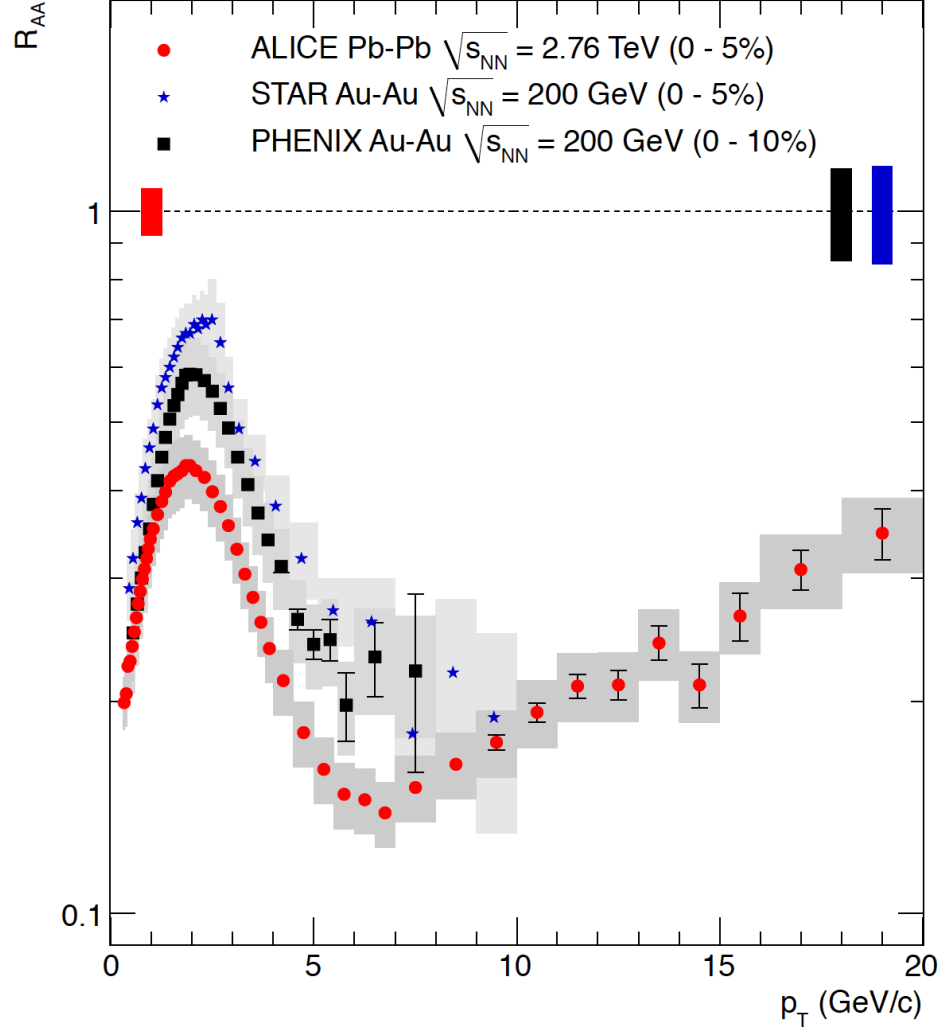 R_AA
ALICE Pb-Pb √s_NN = 2.76 TeV (0 - 5%)
STAR Au-Au √s_NN = 200 GeV (0 - 5%)
PHENIX Au-Au √s_NN = 200 GeV (0 - 10%)
1
0.1
0 5 10 15 20
p_T (GeV/c)